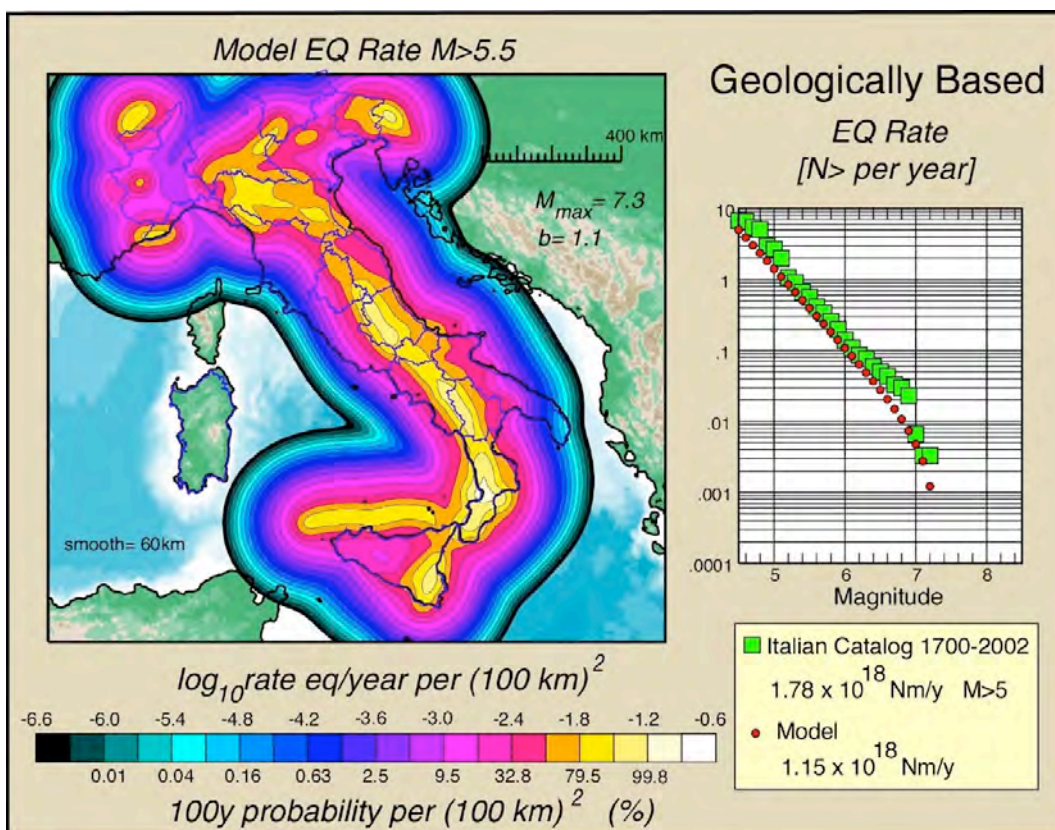 Model EQ Rate M>5.5
400 km
M_max= 7.3
b= 1.1
smooth= 60km
log_10rate eq/year per (100 km)^2
-6.6 -6.0 -5.4 -4.8 -4.2 -3.6 -3.0 -2.4 -1.8 -1.2 -0.6
0.01 0.04 0.16 0.63 2.5 9.5 32.8 79.5 99.8
100y probability per (100 km)^2 (%)
Geologically Based
EQ Rate
[N> per year]
10
1
.1
.01
.001
.0001
5 6 7 8
Magnitude
Italian Catalog 1700-2002
1.78 x 10^18 Nm/y M>5
Model
1.15 x 10^18 Nm/y